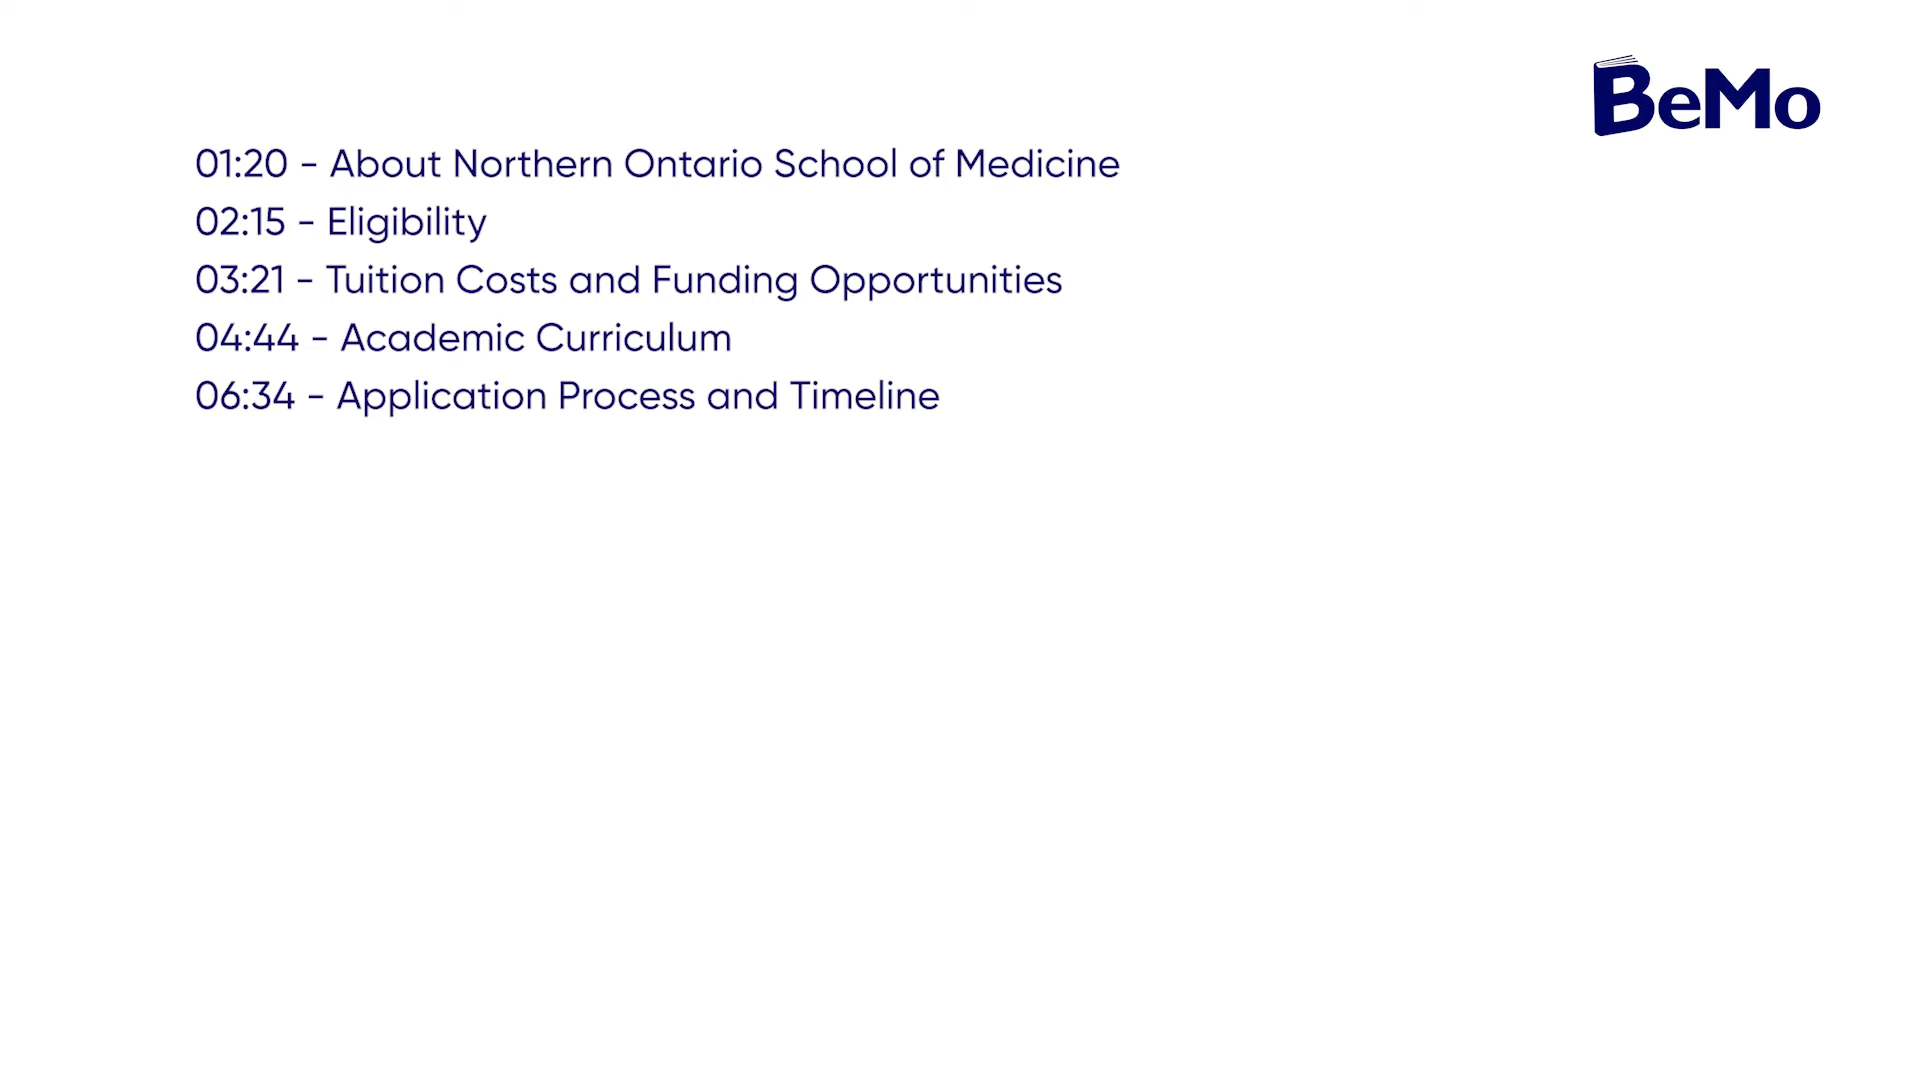 BeMo
01:20 - About Northern Ontario School of Medicine
02:15 - Eligibility
03:21 - Tuition Costs and Funding Opportunities
04:44 - Academic Curriculum
06:34 - Application Process and Timeline